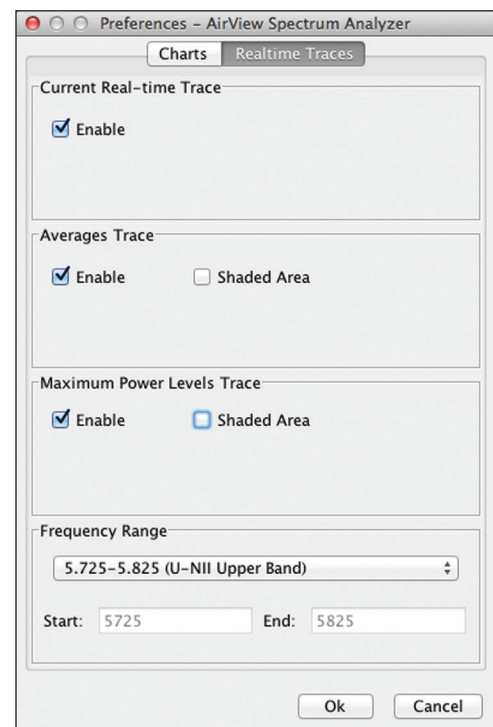 Preferences – AirView Spectrum Analyzer
Charts Realtime Traces
Current Real-time Trace
Enable
Averages Trace
Enable Shaded Area
Maximum Power Levels Trace
Enable Shaded Area
Frequency Range
5.725-5.825 (U-NII Upper Band)
Start: 5725 End: 5825
Ok Cancel